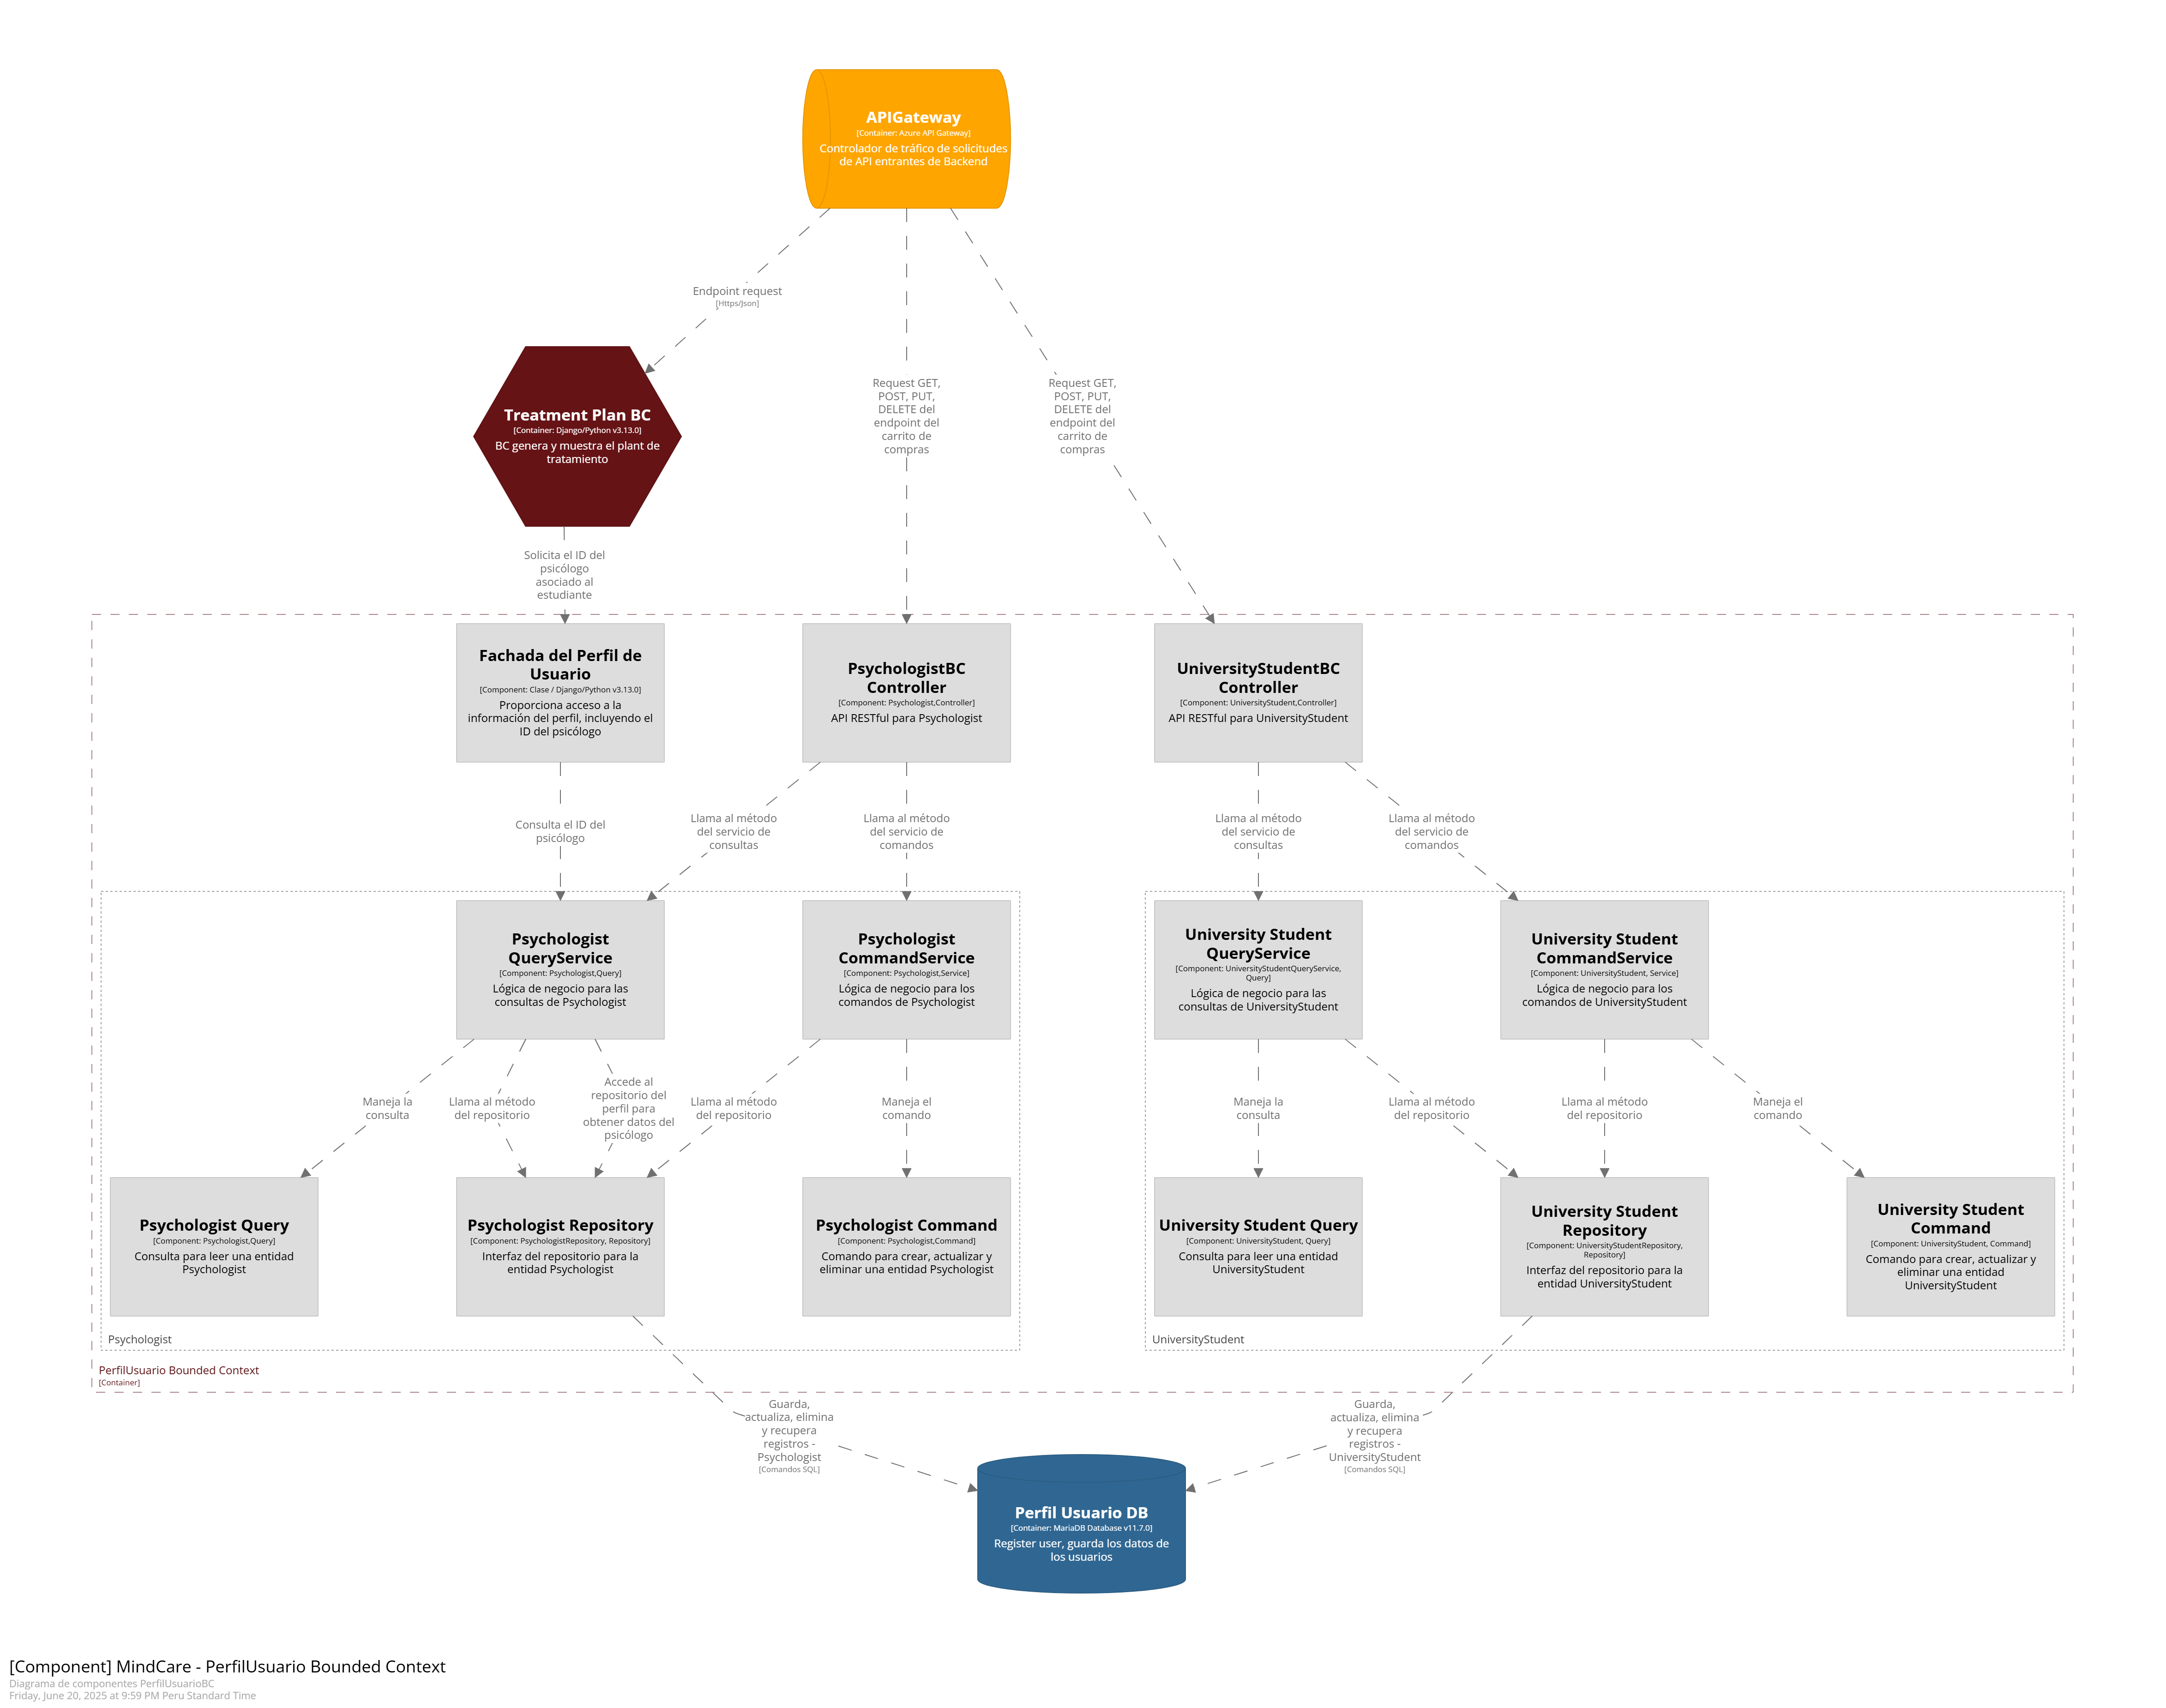 APIGateway
[Container: Azure API Gateway]
Controlador de tráfico de solicitudes
de API entrantes de Backend
Endpoint request
[Https/Json]
Request GET,
POST, PUT,
DELETE del
endpoint del
carrito de
compras
Request GET,
POST, PUT,
DELETE del
endpoint del
carrito de
compras
Treatment Plan BC
[Container: Django/Python v3.13.0]
BC genera y muestra el plant de
tratamiento
Solicita el ID del
psicólogo
asociado al
estudiante
Fachada del Perfil de
Usuario
[Component: Clase / Django/Python v3.13.0]
Proporciona acceso a la
información del perfil, incluyendo el
ID del psicólogo
PsychologistBC
Controller
[Component: Psychologist,Controller]
API RESTful para Psychologist
UniversityStudentBC
Controller
[Component: UniversityStudent,Controller]
API RESTful para UniversityStudent
Consulta el ID del
psicólogo
Llama al método
del servicio de
consultas
Llama al método
del servicio de
comandos
Llama al método
del servicio de
consultas
Llama al método
del servicio de
comandos
Psychologist
QueryService
[Component: Psychologist,Query]
Lógica de negocio para las
consultas de Psychologist
Psychologist
CommandService
[Component: Psychologist,Service]
Lógica de negocio para los
comandos de Psychologist
University Student
QueryService
[Component: UniversityStudentQueryService,
Query]
Lógica de negocio para las
consultas de UniversityStudent
University Student
CommandService
[Component: UniversityStudent, Service]
Lógica de negocio para los
comandos de UniversityStudent
Maneja la
consulta
Llama al método
del repositorio
Accede al
repositorio del
perfil para
obtener datos del
psicólogo
Llama al método
del repositorio
Maneja el
comando
Maneja la
consulta
Llama al método
del repositorio
Llama al método
del repositorio
Maneja el
comando
Psychologist Query
[Component: Psychologist,Query]
Consulta para leer una entidad
Psychologist
Psychologist Repository
[Component: PsychologistRepository, Repository]
Interfaz del repositorio para la
entidad Psychologist
Psychologist Command
[Component: Psychologist,Command]
Comando para crear, actualizar y
eliminar una entidad Psychologist
University Student Query
[Component: UniversityStudent, Query]
Consulta para leer una entidad
UniversityStudent
University Student
Repository
[Component: UniversityStudentRepository,
Repository]
Interfaz del repositorio para la
entidad UniversityStudent
University Student
Command
[Component: UniversityStudent, Command]
Comando para crear, actualizar y
eliminar una entidad
UniversityStudent
Psychologist
UniversityStudent
PerfilUsuario Bounded Context
[Container]
Guarda,
actualiza, elimina
y recupera
registros -
Psychologist
[Comandos SQL]
Guarda,
actualiza, elimina
y recupera
registros -
UniversityStudent
[Comandos SQL]
Perfil Usuario DB
[Container: MariaDB Database v11.7.0]
Register user, guarda los datos de
los usuarios
[Component] MindCare - PerfilUsuario Bounded Context
Diagrama de componentes PerfilUsuarioBC
Friday, June 20, 2025 at 9:59 PM Peru Standard Time